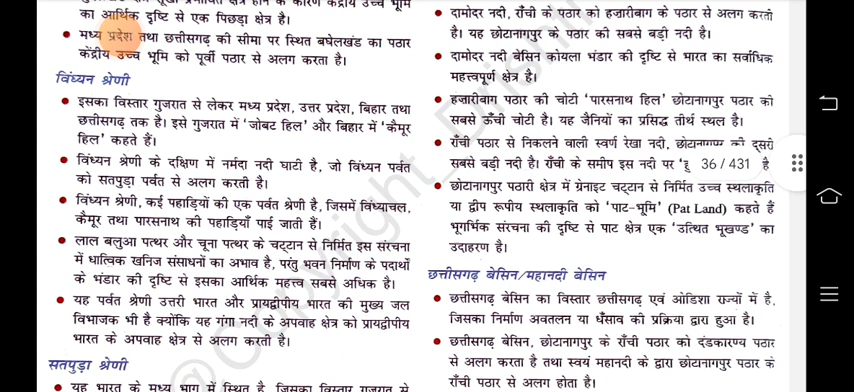 का आर्थिक दृष्टि से एक पिछड़ा क्षेत्र है।
मध्य प्रदेश तथा छत्तीसगढ़ की सीमा पर स्थित बघेलखंड का पठार
केंद्रीय उच्च भूमि को पूर्वी पठार से अलग करता है।
विंध्यन श्रेणी
इसका विस्तार गुजरात से लेकर मध्य प्रदेश, उत्तर प्रदेश, बिहार तथा
छत्तीसगढ़ तक है। इसे गुजरात में ‘जोबट हिल’ और बिहार में ‘कैमूर
हिल’ कहते हैं।
विंध्यन श्रेणी के दक्षिण में नर्मदा नदी घाटी है, जो विंध्यन पर्वत
को सतपुड़ा पर्वत से अलग करती है।
विंध्यन श्रेणी, कई पहाड़ियों की एक पर्वत श्रेणी है, जिसमें विंध्याचल,
कैमूर तथा पारसनाथ की पहाड़ियाँ पाई जाती हैं।
लाल बलुआ पत्थर और चूना पत्थर के चट्टान से निर्मित इस संरचना
में धात्विक खनिज संसाधनों का अभाव है, परंतु भवन निर्माण के पदार्थों
के भंडार की दृष्टि से इसका आर्थिक महत्त्व सबसे अधिक है।
यह पर्वत श्रेणी उत्तरी भारत और प्रायद्वीपीय भारत की मुख्य जल
विभाजक भी है क्योंकि यह गंगा नदी के अपवाह क्षेत्र को प्रायद्वीपीय
भारत के अपवाह क्षेत्र से अलग करती है।
सतपुड़ा श्रेणी
यह भारत के मध्य भाग में स्थित है, जिसका विस्तार गुजरात से
दामोदर नदी, राँची के पठार को हजारीबाग के पठार से अलग करती
है। यह छोटानागपुर के पठार की सबसे बड़ी नदी है।
दामोदर नदी बेसिन कोयला भंडार की दृष्टि से भारत का सर्वाधिक
महत्त्वपूर्ण क्षेत्र है।
हजारीबाग पठार की चोटी ‘पारसनाथ हिल’ छोटानागपुर पठार की
सबसे ऊँची चोटी है। यह जैनियों का प्रसिद्ध तीर्थ स्थल है।
राँची पठार से निकलने वाली स्वर्ण रेखा नदी, छोटानागपुर की दूसरी
सबसे बड़ी नदी है। राँची के समीप इस नदी पर 36/431 है
छोटानागपुर पठारी क्षेत्र में ग्रेनाइट चट्टान से निर्मित उच्च स्थलाकृति
या द्वीप रूपीय स्थलाकृति को ‘पाट-भूमि’ (Pat Land) कहते हैं
भूगर्भिक संरचना की दृष्टि से पाट क्षेत्र एक ‘उत्थित भूखण्ड’ का
उदाहरण है।
छत्तीसगढ़ बेसिन/महानदी बेसिन
छत्तीसगढ़ बेसिन का विस्तार छत्तीसगढ़ एवं ओडिशा राज्यों में है,
जिसका निर्माण अवतलन या धँसाव की प्रक्रिया द्वारा हुआ है।
छत्तीसगढ़ बेसिन, छोटानागपुर के राँची पठार को दंडकारण्य पठार
से अलग करता है तथा स्वयं महानदी के द्वारा छोटानागपुर पठार के
राँची पठार से अलग होता है।